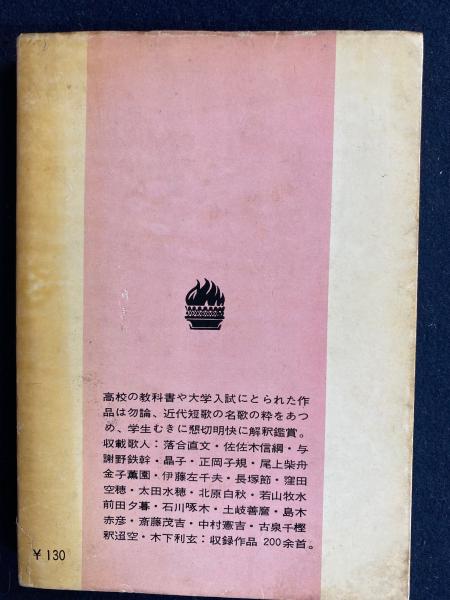 高校の教科書や大学入試にとられた作
品は勿論、近代短歌の名歌の粋をあつ
め、学生むきに懇切明快に解釈鑑賞。
収載歌人：落合直文・佐佐木信綱・与
謝野鉄幹・晶子・正岡子規・尾上柴舟
金子薫園・伊藤左千夫・長塚節・窪田
空穂・太田水穂・北原白秋・若山牧水
前田夕暮・石川啄木・土岐善麿・島木
赤彦・斎藤茂吉・中村憲吉・古泉千樫
釈迢空・木下利玄：収録作品 200余首。
￥130